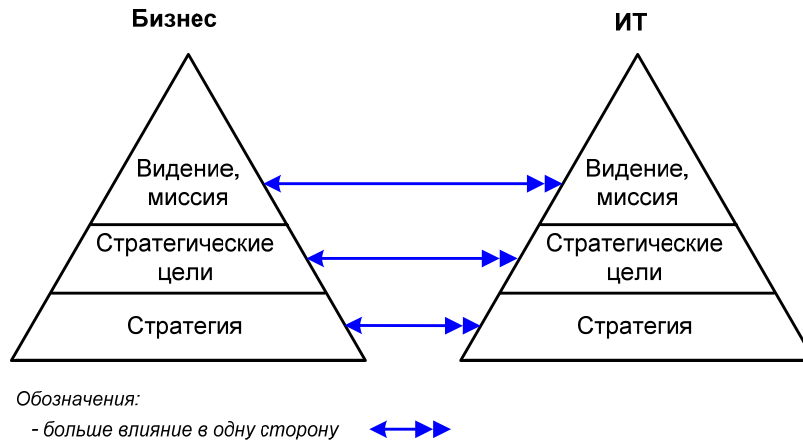 Бизнес
ИТ
Видение,
миссия
Стратегические
цели
Стратегия
Видение,
миссия
Стратегические
цели
Стратегия
Обозначения:
- больше влияние в одну сторону